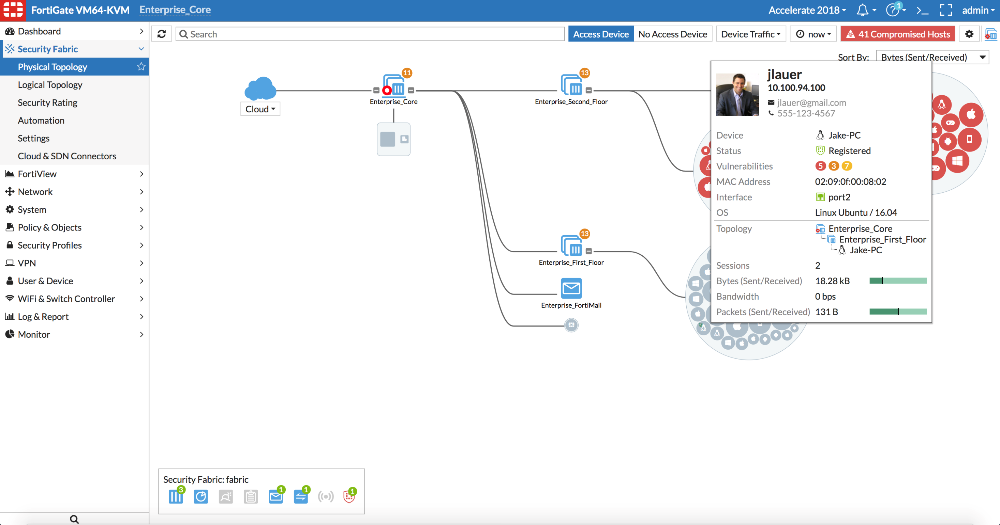 FortiGate VM64-KVM Enterprise_Core Accelerate 2018 1 admin
Dashboard
Security Fabric
Physical Topology
Logical Topology
Security Rating
Automation
Settings
Cloud & SDN Connectors
FortiView
Network
System
Policy & Objects
Security Profiles
VPN
User & Device
WiFi & Switch Controller
Log & Report
Monitor
Search Access Device No Access Device Device Traffic now 41 Compromised Hosts
Sort By: Bytes (Sent/Received)
11
Enterprise_Core
Cloud
13
Enterprise_Second_Floor
13
Enterprise_First_Floor
Enterprise_FortiMail
jlauer
10.100.94.100
jlauer@gmail.com
555-123-4567
Device Jake-PC
Status Registered
Vulnerabilities 5 3 7
MAC Address 02:09:0f:00:08:02
Interface port2
OS Linux Ubuntu / 16.04
Topology Enterprise_Core
Enterprise_First_Floor
Jake-PC
Sessions 2
Bytes (Sent/Received) 18.28 kB
Bandwidth 0 bps
Packets (Sent/Received) 131 B
Security Fabric: fabric
3 1 1 1